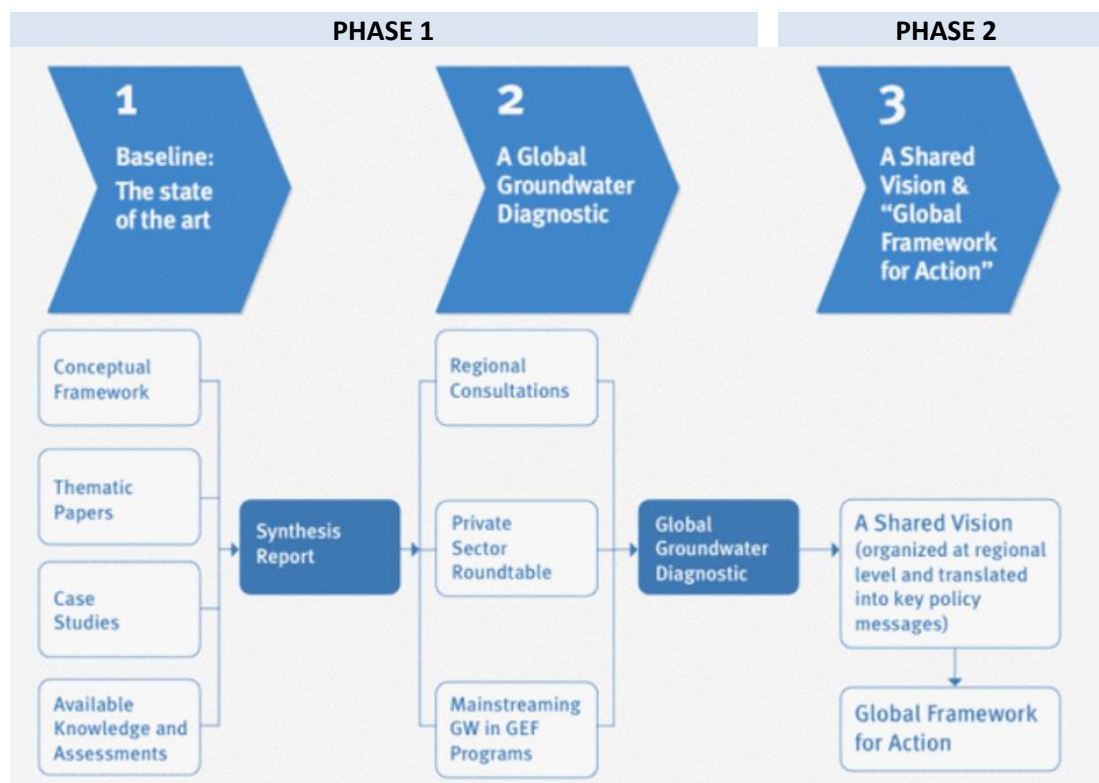 PHASE 1
PHASE 2
1
Baseline:
The state
of the art
2
A Global
Groundwater
Diagnostic
3
A Shared
Vision &
“Global
Framework
for Action”
Conceptual
Framework
Thematic
Papers
Case
Studies
Available
Knowledge and
Assessments
Synthesis
Report
Regional
Consultations
Private
Sector
Roundtable
Mainstreaming
GW in GEF
Programs
Global
Groundwater
Diagnostic
A Shared Vision
(organized at regional
level and translated
into key policy
messages)
Global Framework
for Action